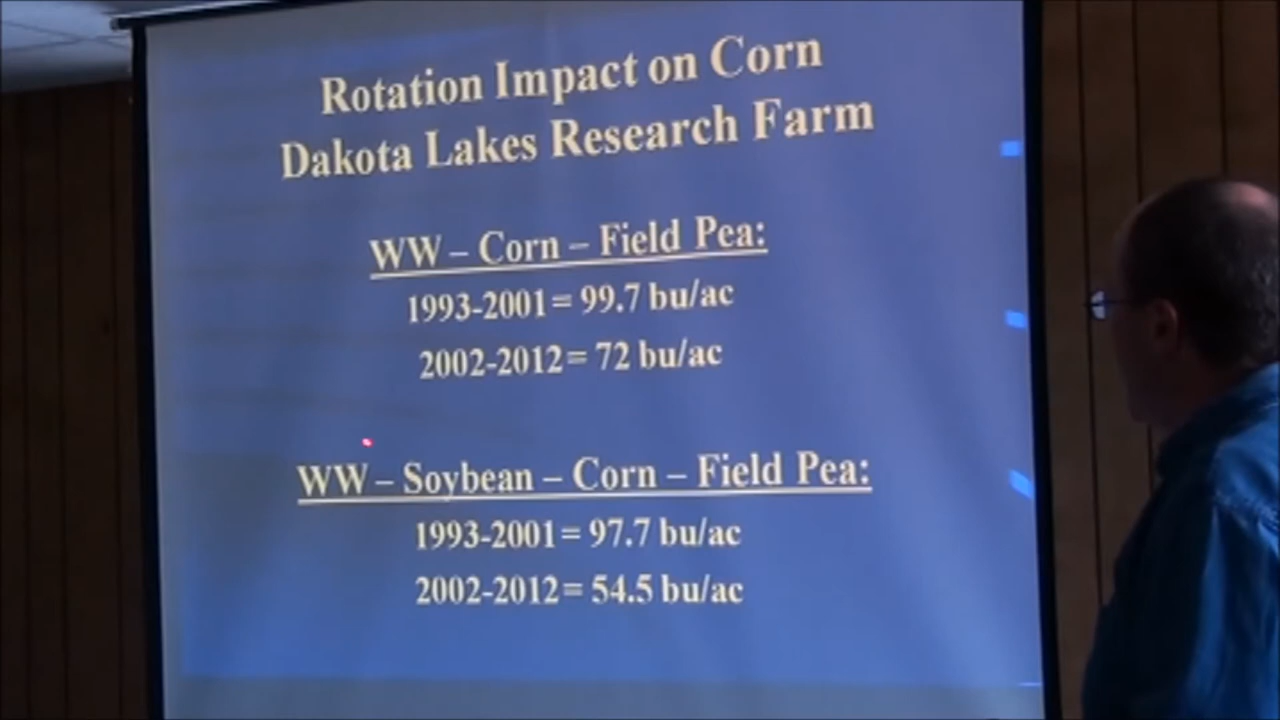 Rotation Impact on Corn
Dakota Lakes Research Farm
WW – Corn – Field Pea:
1993-2001 = 99.7 bu/ac
2002-2012 = 72 bu/ac
WW – Soybean – Corn – Field Pea:
1993-2001 = 97.7 bu/ac
2002-2012 = 54.5 bu/ac